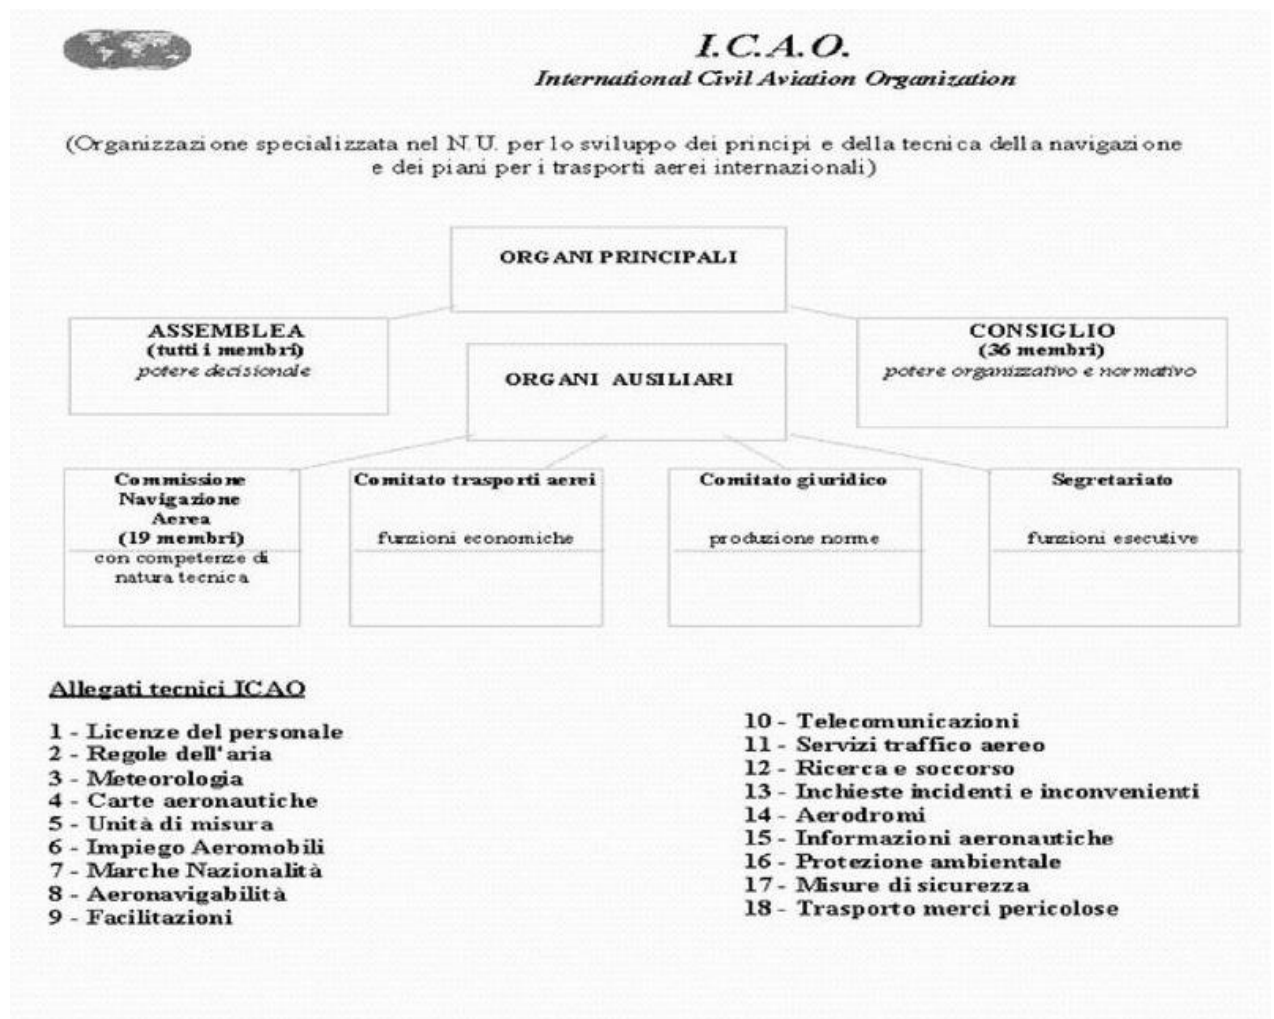 I.C.A.O.
International Civil Aviation Organization
(Organizzazione specializzata nel N.U. per lo sviluppo dei principi e della tecnica della navigazione
e dei piani per i trasporti aerei internazionali)
ORGANI PRINCIPALI
ASSEMBLEA
(tutti i membri)
potere decisionale
CONSIGLIO
(36 membri)
potere organizzativo e normativo
ORGANI AUSILIARI
Commissione
Navigazione
Aerea
(19 membri)
con competenze di
natura tecnica
Comitato trasporti aerei
funzioni economiche
Comitato giuridico
produzione norme
Segretariato
funzioni esecutive
Allegati tecnici ICAO
1 - Licenze del personale
2 - Regole dell'aria
3 - Meteorologia
4 - Carte aeronautiche
5 - Unità di misura
6 - Impiego Aeromobili
7 - Marche Nazionalità
8 - Aeronavigabilità
9 - Facilitazioni
10 - Telecomunicazioni
11 - Servizi traffico aereo
12 - Ricerca e soccorso
13 - Inchieste incidenti e inconvenienti
14 - Aerodromi
15 - Informazioni aeronautiche
16 - Protezione ambientale
17 - Misure di sicurezza
18 - Trasporto merci pericolose